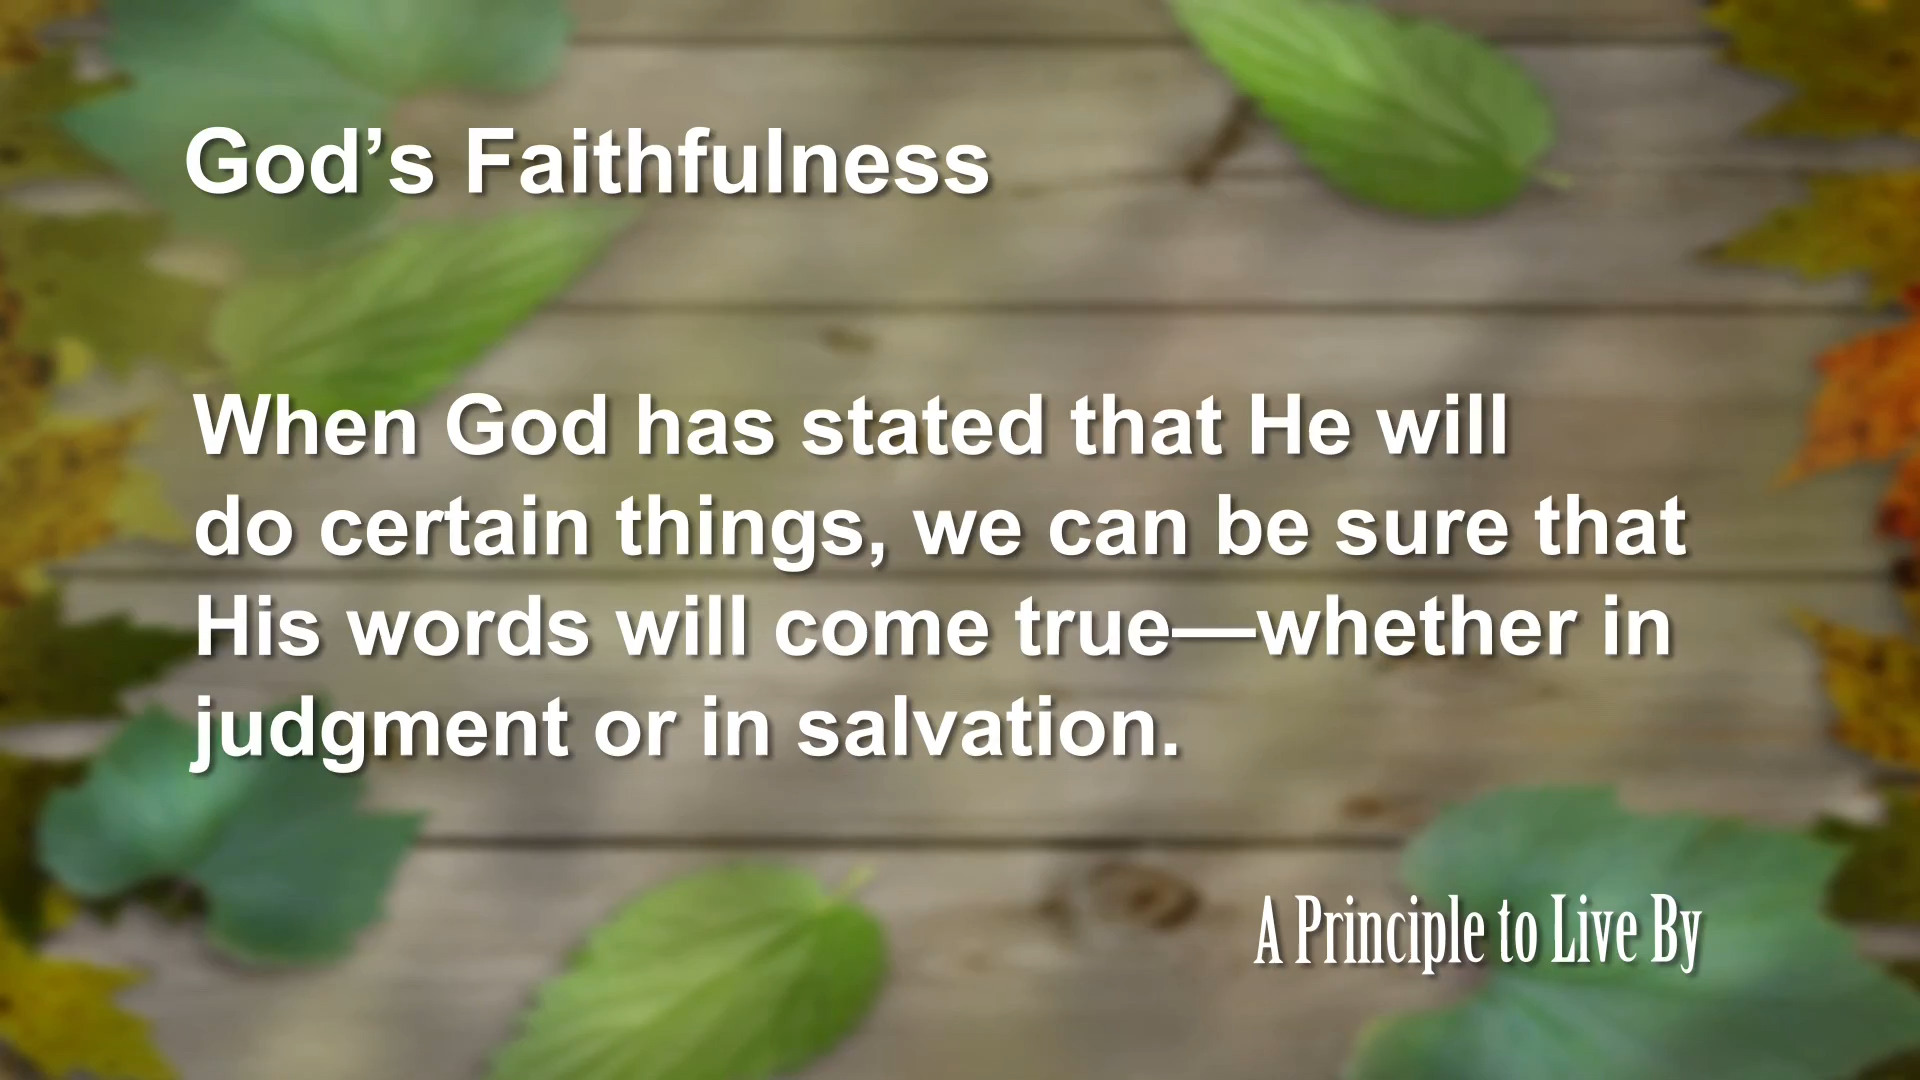 God’s Faithfulness
When God has stated that He will
do certain things, we can be sure that
His words will come true—whether in
judgment or in salvation.
A Principle to Live By